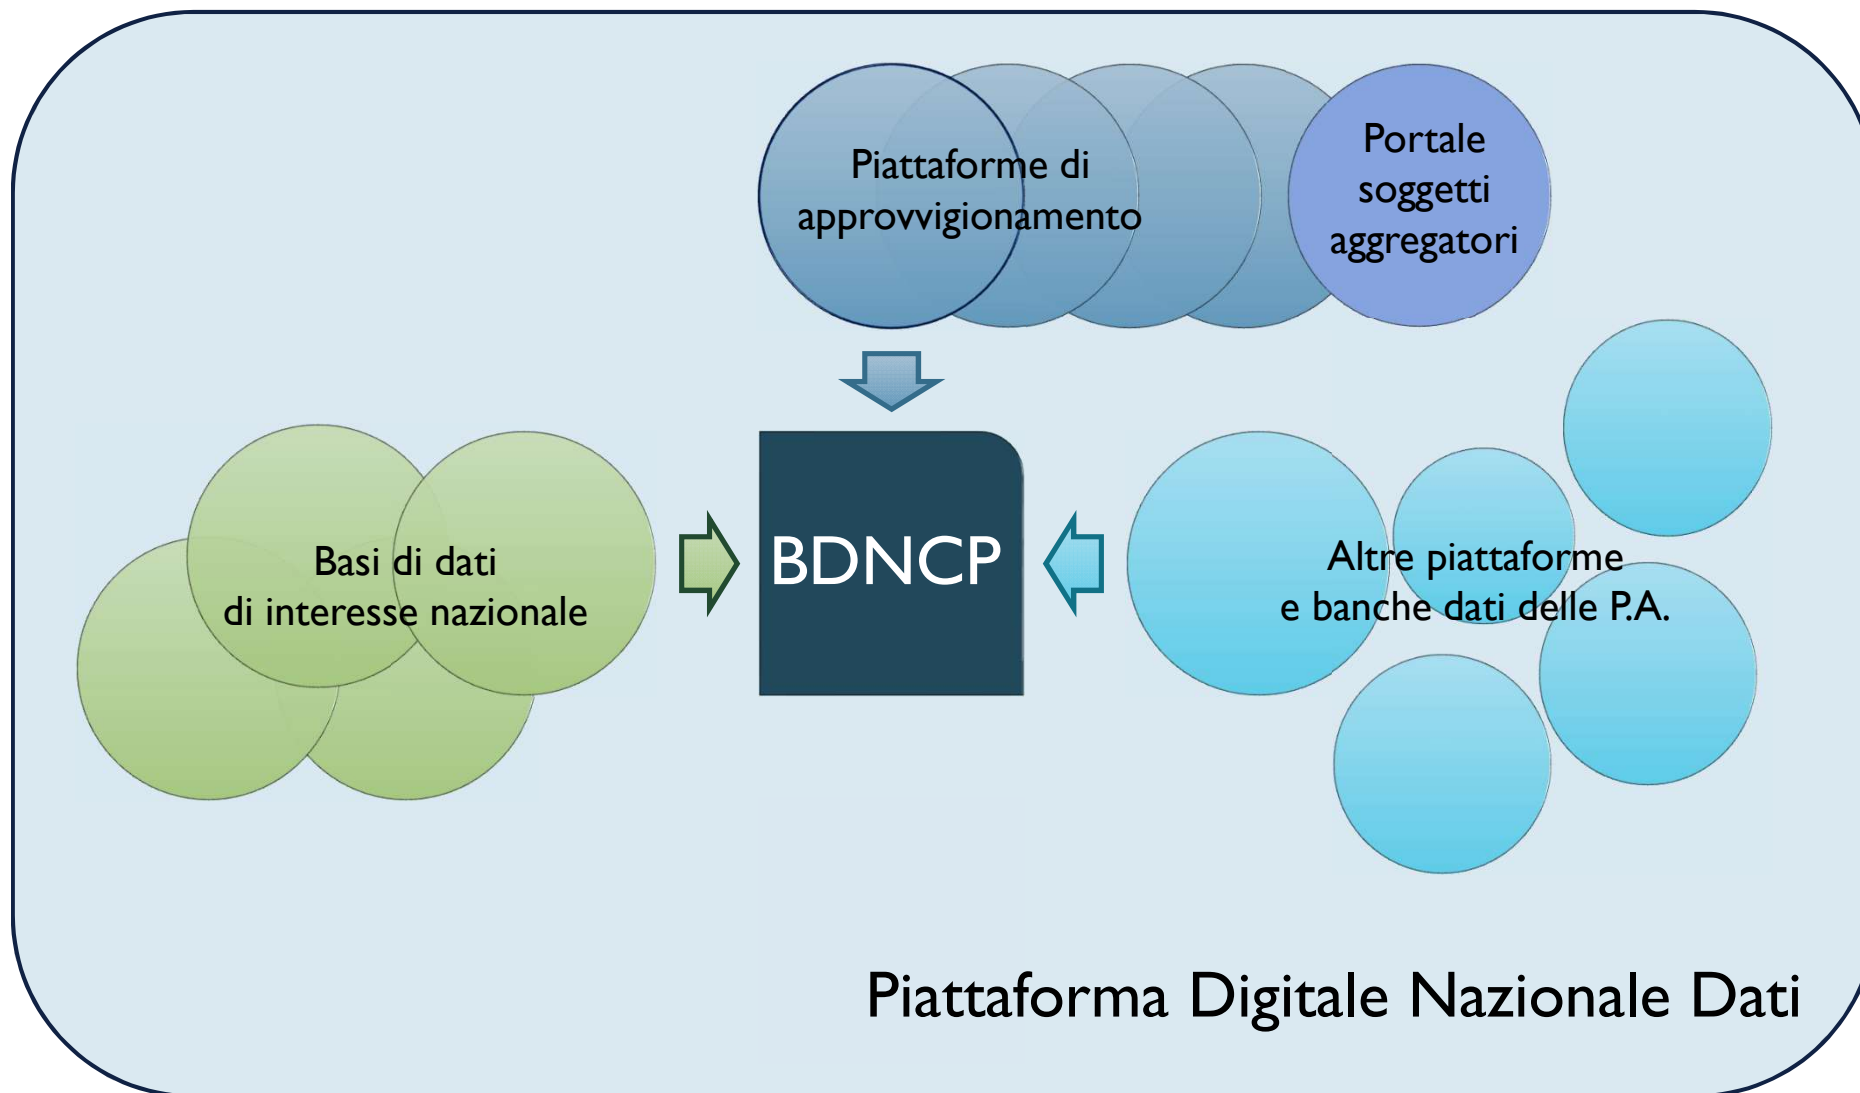 Piattaforme di
approvvigionamento
Portale
soggetti
aggregatori
Basi di dati
di interesse nazionale
BDNCP
Altre piattaforme
e banche dati delle P.A.
Piattaforma Digitale Nazionale Dati